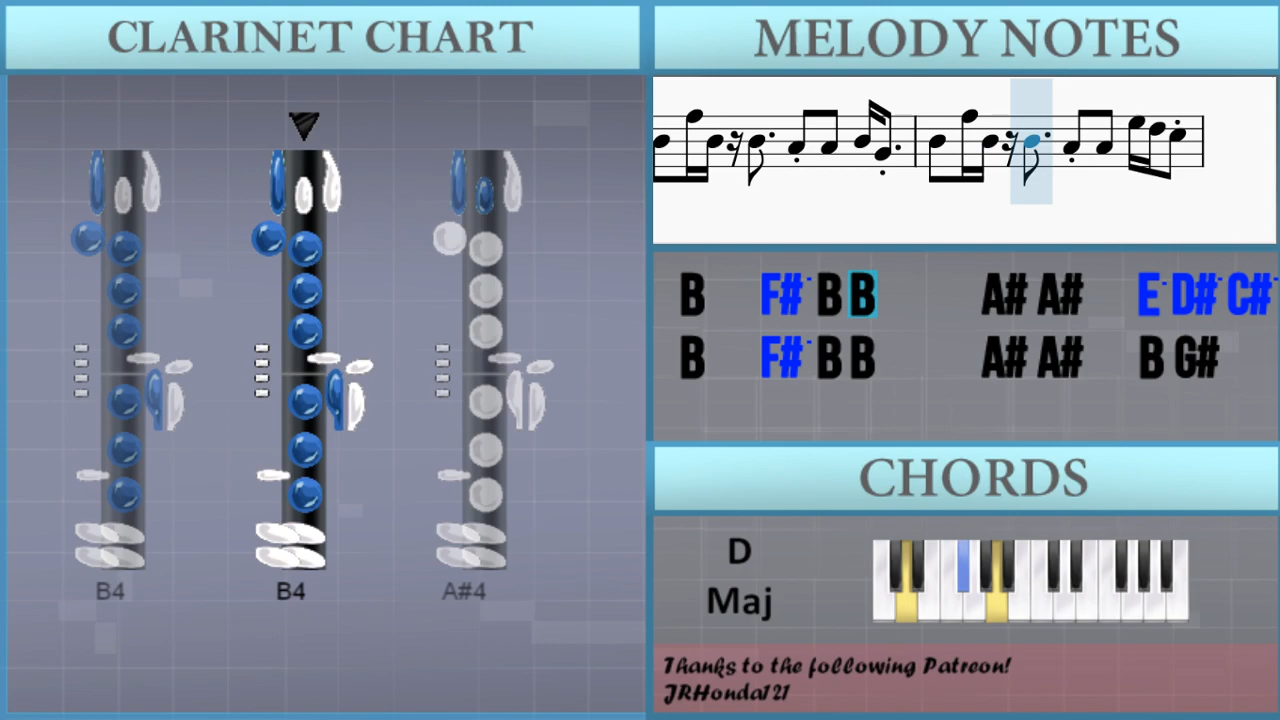 CLARINET CHART
B4 B4 A#4
MELODY NOTES
B F#˙ B B A# A# E˙ D#˙ C#˙
B F#˙ B B A# A# B G#
CHORDS
D
Maj
Thanks to the following Patreon!
JRHonda121